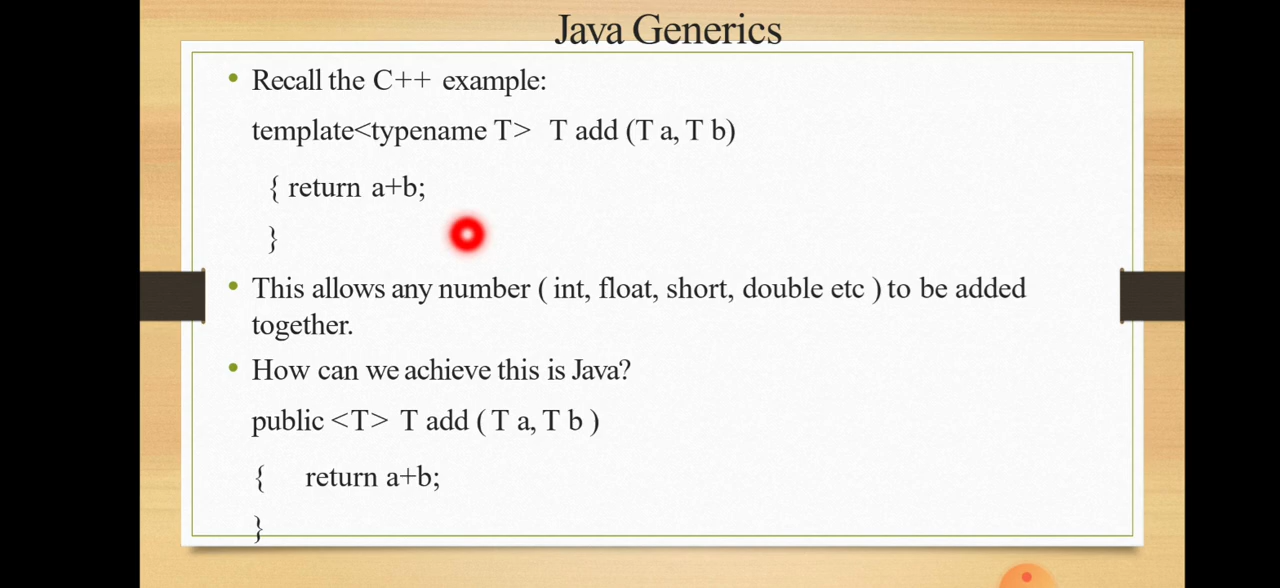 Java Generics
• Recall the C++ example:
template<typename T> T add (T a, T b)
{ return a+b;
}
• This allows any number ( int, float, short, double etc ) to be added
together.
• How can we achieve this is Java?
public <T> T add ( T a, T b )
{ return a+b;
}